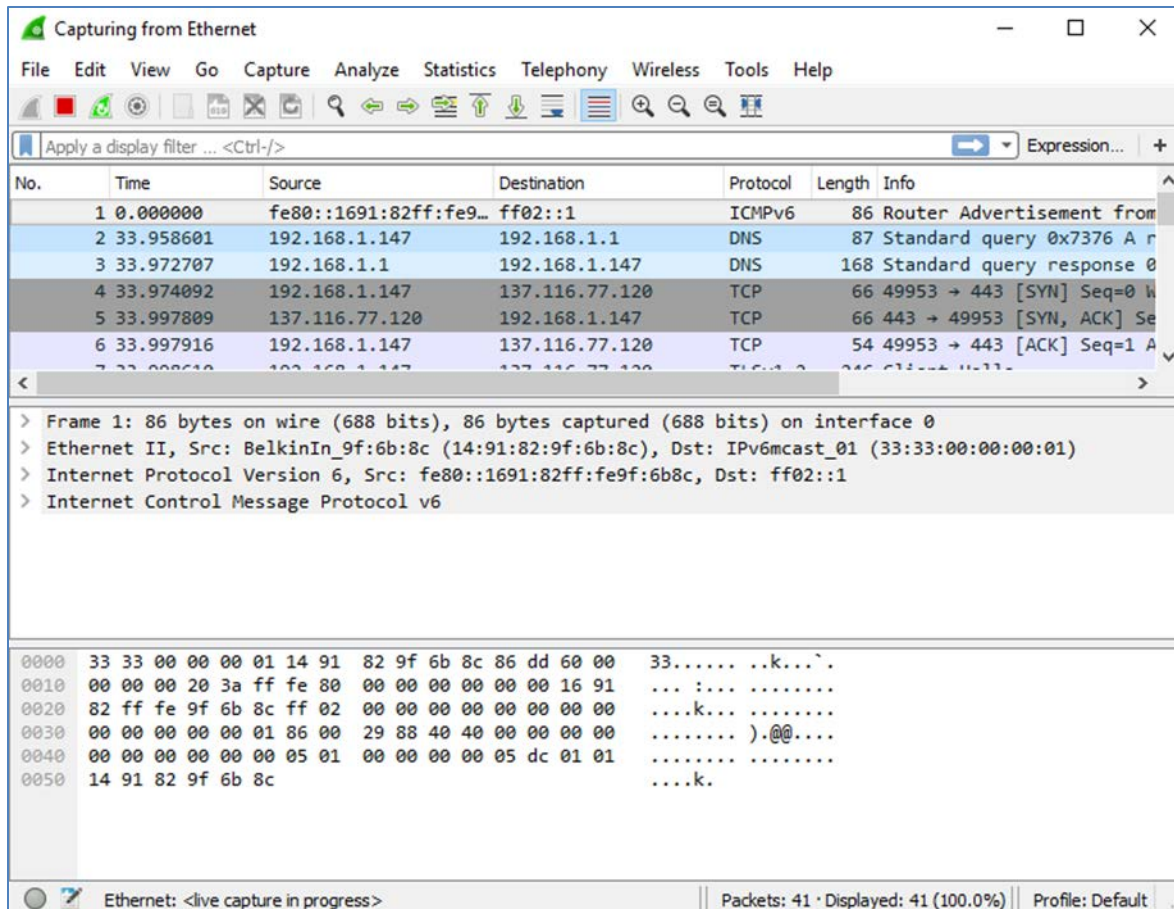 Capturing from Ethernet
File Edit View Go Capture Analyze Statistics Telephony Wireless Tools Help
Apply a display filter ... <Ctrl-/> Expression... +
No. Time Source Destination Protocol Length Info
1 0.000000 fe80::1691:82ff:fe9… ff02::1 ICMPv6 86 Router Advertisement from
2 33.958601 192.168.1.147 192.168.1.1 DNS 87 Standard query 0x7376 A r
3 33.972707 192.168.1.1 192.168.1.147 DNS 168 Standard query response 0
4 33.974092 192.168.1.147 137.116.77.120 TCP 66 49953 → 443 [SYN] Seq=0 W
5 33.997809 137.116.77.120 192.168.1.147 TCP 66 443 → 49953 [SYN, ACK] Se
6 33.997916 192.168.1.147 137.116.77.120 TCP 54 49953 → 443 [ACK] Seq=1 A
> Frame 1: 86 bytes on wire (688 bits), 86 bytes captured (688 bits) on interface 0
> Ethernet II, Src: BelkinIn_9f:6b:8c (14:91:82:9f:6b:8c), Dst: IPv6mcast_01 (33:33:00:00:00:01)
> Internet Protocol Version 6, Src: fe80::1691:82ff:fe9f:6b8c, Dst: ff02::1
> Internet Control Message Protocol v6
0000 33 33 00 00 00 01 14 91 82 9f 6b 8c 86 dd 60 00 33...... ..k...`.
0010 00 00 00 20 3a ff fe 80 00 00 00 00 00 00 16 91 ... :... ........
0020 82 ff fe 9f 6b 8c ff 02 00 00 00 00 00 00 00 00 ....k... ........
0030 00 00 00 00 00 01 86 00 29 88 40 40 00 00 00 00 ........ ).@@....
0040 00 00 00 00 00 00 05 01 00 00 00 00 05 dc 01 01 ........ ........
0050 14 91 82 9f 6b 8c ....k.
Ethernet: <live capture in progress> Packets: 41 · Displayed: 41 (100.0%) Profile: Default